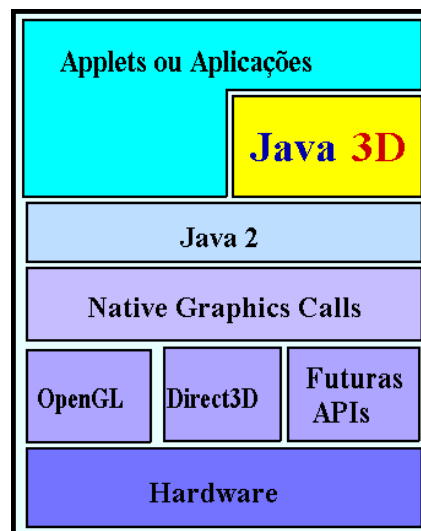 Applets ou Aplicações
Java 3D
Java 2
Native Graphics Calls
OpenGL
Direct3D
Futuras
APIs
Hardware